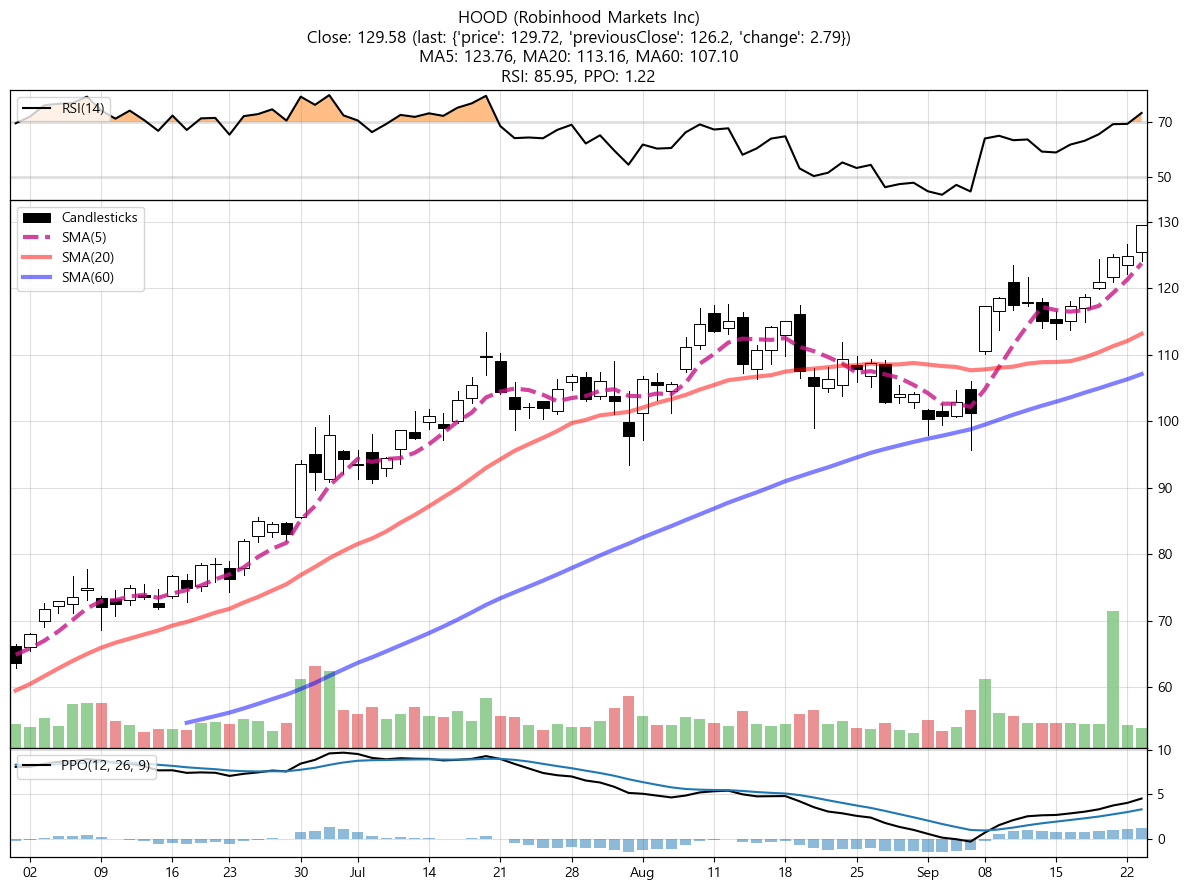 HOOD (Robinhood Markets Inc)
Close: 129.58 (last: {'price': 129.72, 'previousClose': 126.2, 'change': 2.79})
MA5: 123.76, MA20: 113.16, MA60: 107.10
RSI: 85.95, PPO: 1.22
RSI(14)
70
50
Candlesticks
SMA(5)
SMA(20)
SMA(60)
130
120
110
100
90
80
70
60
PPO(12, 26, 9)
10
5
0
02 09 16 23 30 Jul 14 21 28 Aug 11 18 25 Sep 08 15 22